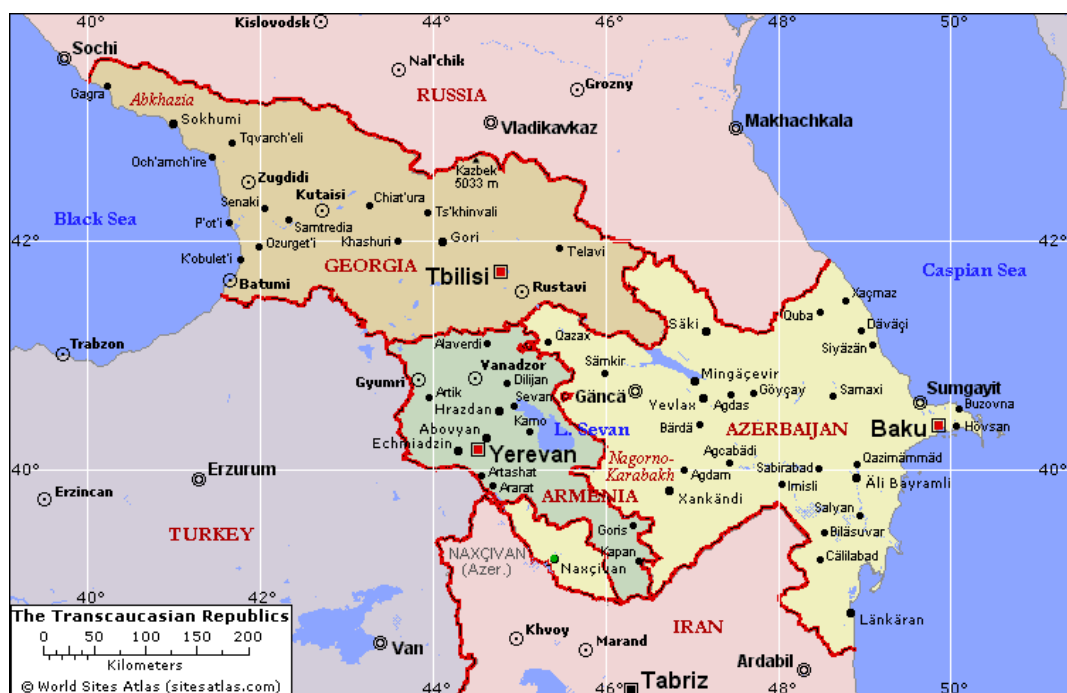 40°
Kislovodsk
44°
46°
48°
50°
Sochi
Nal'chik
Grozny
Gagra
Abkhazia
RUSSIA
Sokhumi
Vladikavkaz
Makhachkala
Tqvarch'eli
Och'amch'ire
Kazbek
5033 m
Zugdidi
Kutaisi
Chiat'ura
Senaki
Ts'khinvali
Black Sea
P'ot'i
Samtredia
42°
Ozurget'i
Khashuri
Gori
Telavi
42°
K'obulet'i
GEORGIA
Tbilisi
Caspian Sea
Batumi
Rustavi
Xaçmaz
Quba
Säki
Däväçi
Trabzon
Alaverdi
Qazax
Siyäzän
Vanadzor
Sämkir
Gyumri
Dilijan
Mingäçevir
Artik
Sevan
Gäncä
Göyçay
Samaxi
Sumgayit
Hrazdan
Yevlax
Agdas
Buzovna
Abovyan
Kamo
L. Sevan
Bärdä
AZERBAIJAN
Baku
Hövsan
Echmiadzin
Yerevan
Nagorno-
Karabakh
Agcabädi
Qazimämmäd
40°
Erzurum
Artashat
Agdam
Sabirabad
40°
Erzincan
Ararat
ARMENIA
Xankändi
Imisli
Äli Bayramli
Salyan
TURKEY
Goris
Biläsuvar
NAXÇIVAN
(Azer.)
Kapan
Naxçivan
Cälilabad
40°
42°
The Transcaucasian Republics
0 50 100 150 200
Kilometers
© World Sites Atlas (sitesatlas.com)
Länkäran
Khvoy
IRAN
Van
Marand
Ardabil
Tabriz
44°
46°
48°
50°